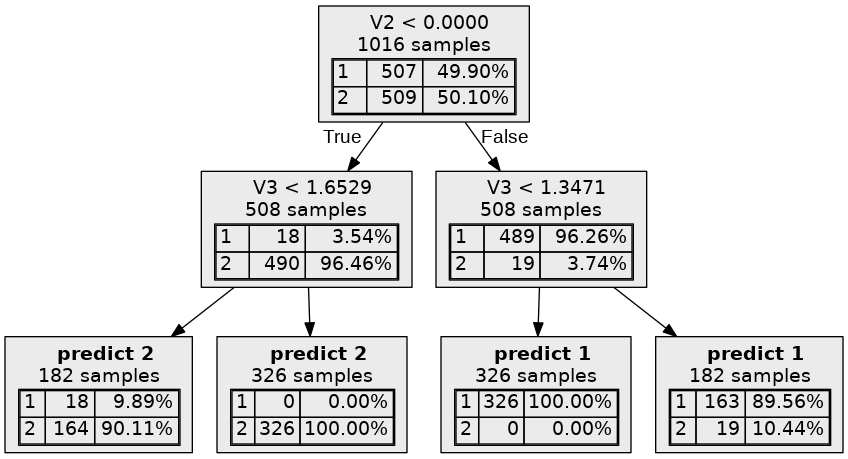 V2 < 0.0000
1016 samples
1 507 49.90%
2 509 50.10%
True
False
V3 < 1.6529
508 samples
1 18 3.54%
2 490 96.46%
V3 < 1.3471
508 samples
1 489 96.26%
2 19 3.74%
predict 2
182 samples
1 18 9.89%
2 164 90.11%
predict 2
326 samples
1 0 0.00%
2 326 100.00%
predict 1
326 samples
1 326 100.00%
2 0 0.00%
predict 1
182 samples
1 163 89.56%
2 19 10.44%